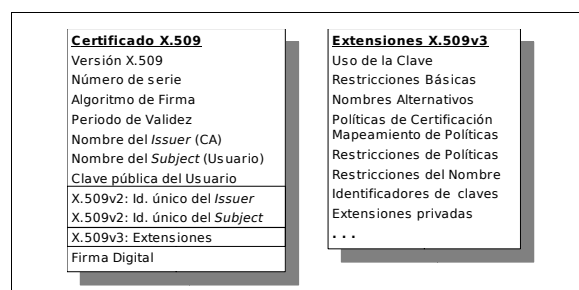 Certificado X.509
Versión X.509
Número de serie
Algoritmo de Firma
Periodo de Validez
Nombre del Issuer (CA)
Nombre del Subject (Usuario)
Clave pública del Usuario
X.509v2: Id. único del Issuer
X.509v2: Id. único del Subject
X.509v3: Extensiones
Firma Digital
Extensiones X.509v3
Uso de la Clave
Restricciones Básicas
Nombres Alternativos
Políticas de Certificación
Mapeamiento de Políticas
Restricciones de Políticas
Restricciones del Nombre
Identificadores de claves
Extensiones privadas
. . .